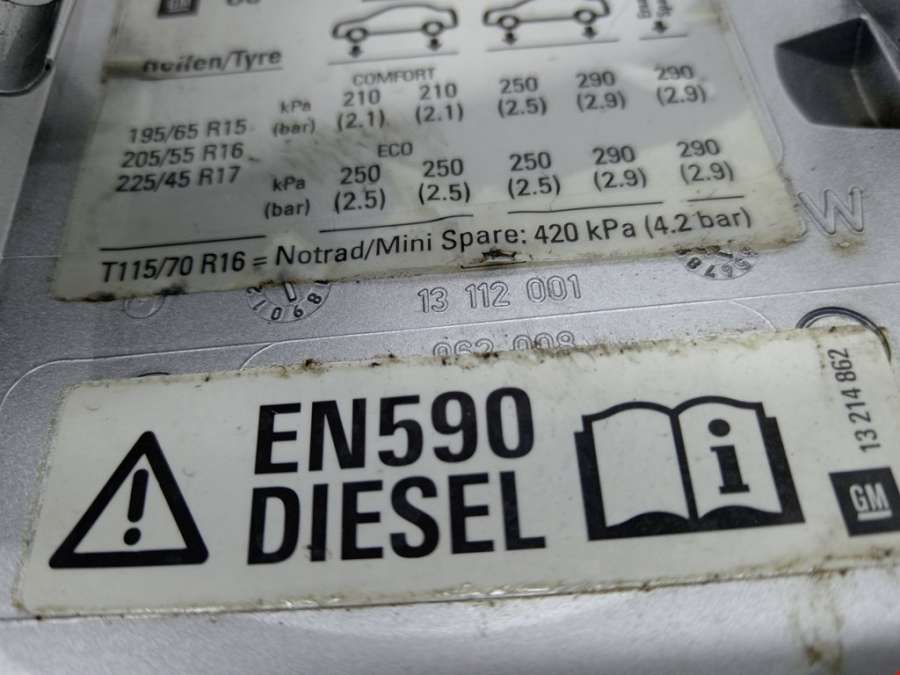 GM
Reifen/Tyre
COMFORT
195/65 R15 kPa (bar) 210 (2.1) 210 (2.1) 250 (2.5) 290 (2.9) 290 (2.9)
205/55 R16
ECO
225/45 R17 kPa (bar) 250 (2.5) 250 (2.5) 250 (2.5) 290 (2.9) 290 (2.9)
T115/70 R16 = Notrad/Mini Spare: 420 kPa (4.2 bar)
W
13 112 001
062 008
EN590
DIESEL
i
13 214 862
GM